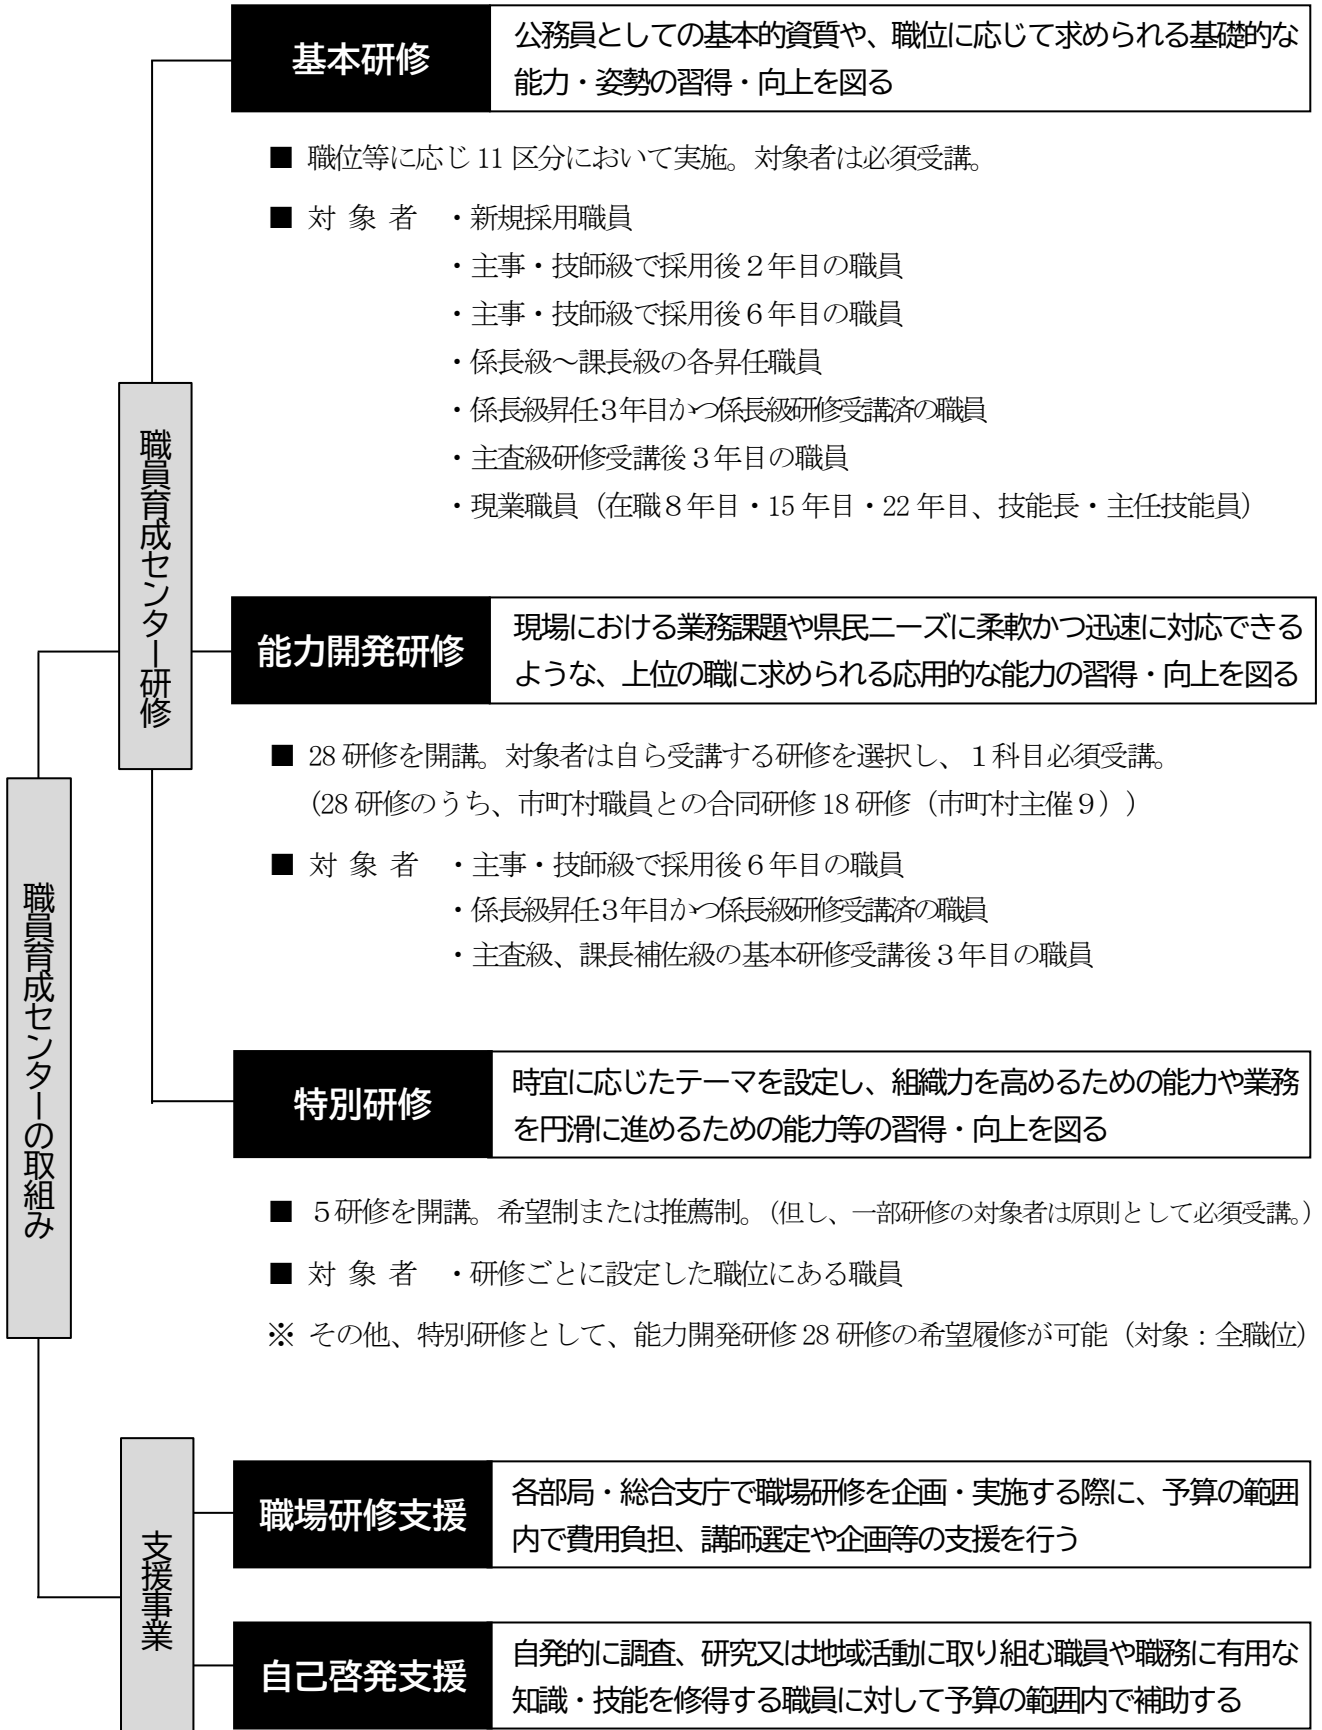 職員育成センターの取組み
職員育成センター研修
基本研修
公務員としての基本的資質や、職位に応じて求められる基礎的な
能力・姿勢の習得・向上を図る
■ 職位等に応じ 11 区分において実施。対象者は必須受講。
■ 対 象 者 ・新規採用職員
・主事・技師級で採用後２年目の職員
・主事・技師級で採用後６年目の職員
・係長級～課長級の各昇任職員
・係長級昇任３年目かつ係長級研修受講済の職員
・主査級研修受講後３年目の職員
・現業職員（在職８年目・15 年目・22 年目、技能長・主任技能員）
能力開発研修
現場における業務課題や県民ニーズに柔軟かつ迅速に対応できる
ような、上位の職に求められる応用的な能力の習得・向上を図る
■ 28 研修を開講。対象者は自ら受講する研修を選択し、１科目必須受講。
（28 研修のうち、市町村職員との合同研修 18 研修（市町村主催９））
■ 対 象 者 ・主事・技師級で採用後６年目の職員
・係長級昇任３年目かつ係長級研修受講済の職員
・主査級、課長補佐級の基本研修受講後３年目の職員
特別研修
時宜に応じたテーマを設定し、組織力を高めるための能力や業務
を円滑に進めるための能力等の習得・向上を図る
■ ５研修を開講。希望制または推薦制。（但し、一部研修の対象者は原則として必須受講。）
■ 対 象 者 ・研修ごとに設定した職位にある職員
※ その他、特別研修として、能力開発研修 28 研修の希望履修が可能（対象：全職位）
支援事業
職場研修支援
各部局・総合支庁で職場研修を企画・実施する際に、予算の範囲
内で費用負担、講師選定や企画等の支援を行う
自己啓発支援
自発的に調査、研究又は地域活動に取り組む職員や職務に有用な
知識・技能を修得する職員に対して予算の範囲内で補助する